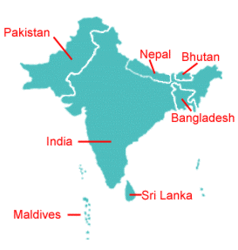 Pakistan
Nepal
Bhutan
Bangladesh
India
Sri Lanka
Maldives